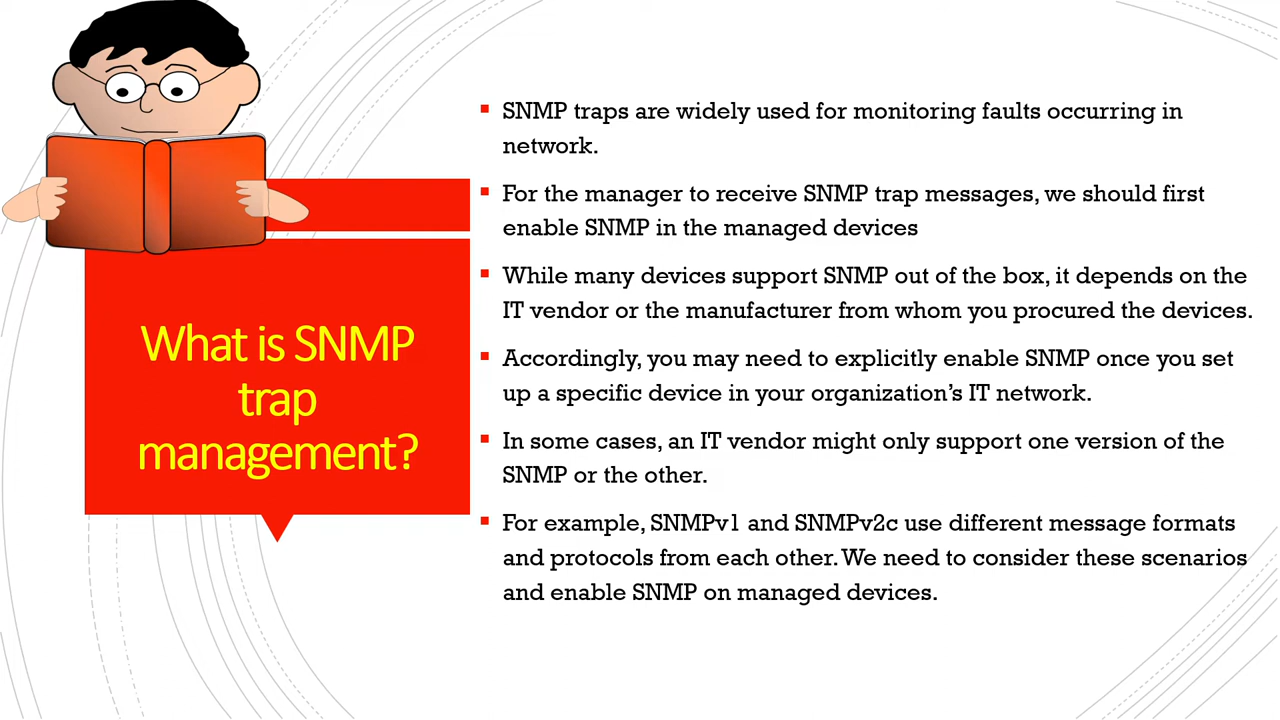 What is SNMP
trap
management?
SNMP traps are widely used for monitoring faults occurring in
network.
For the manager to receive SNMP trap messages, we should first
enable SNMP in the managed devices
While many devices support SNMP out of the box, it depends on the
IT vendor or the manufacturer from whom you procured the devices.
Accordingly, you may need to explicitly enable SNMP once you set
up a specific device in your organization’s IT network.
In some cases, an IT vendor might only support one version of the
SNMP or the other.
For example, SNMPv1 and SNMPv2c use different message formats
and protocols from each other. We need to consider these scenarios
and enable SNMP on managed devices.